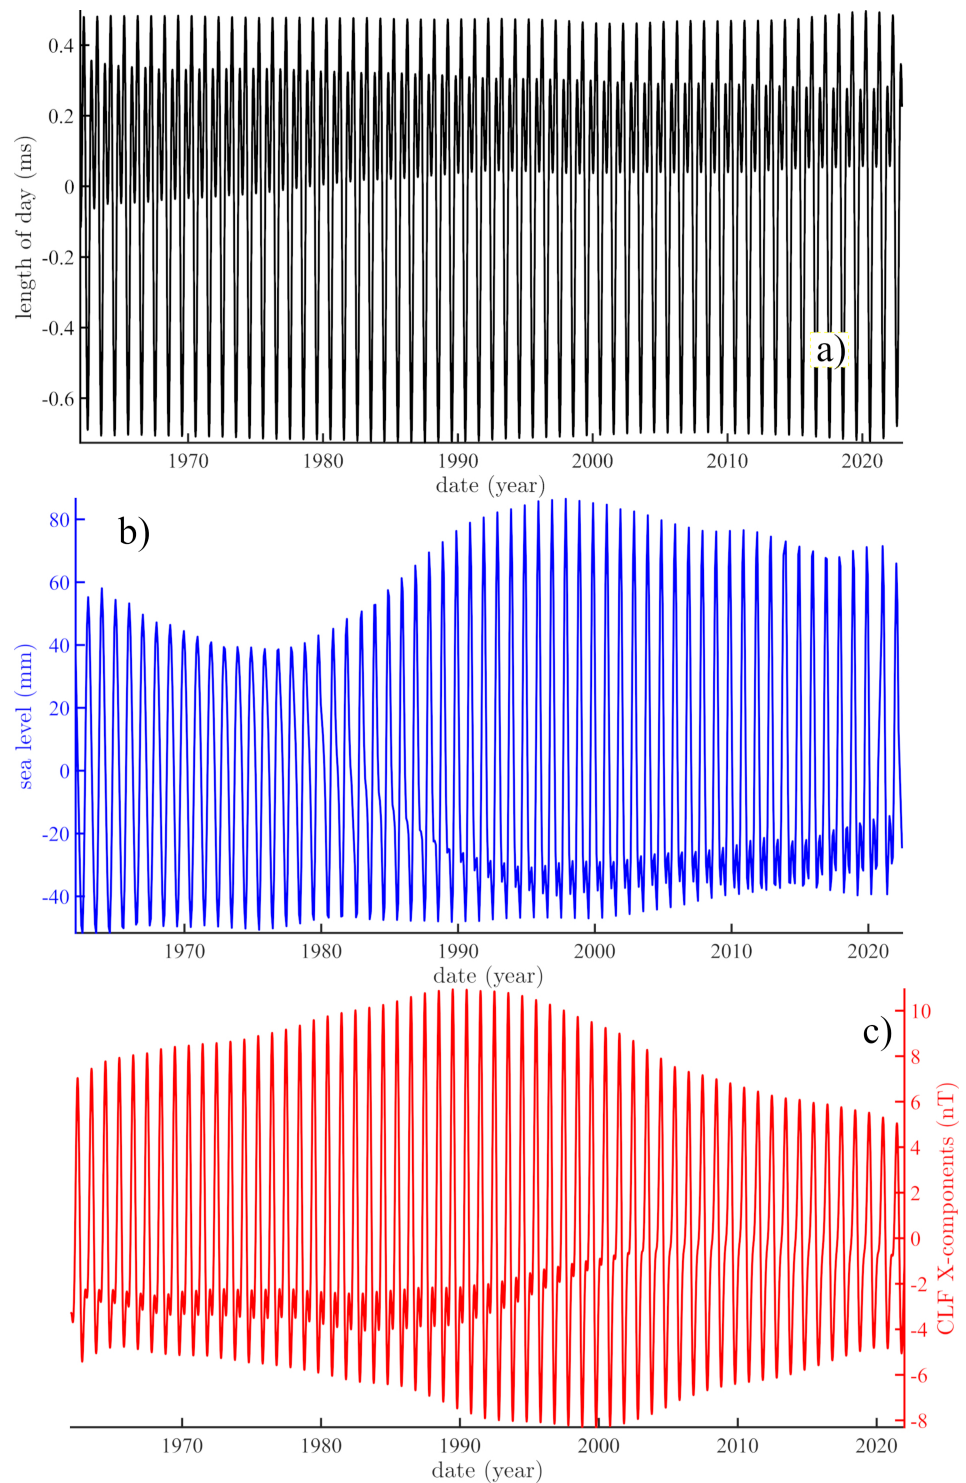 0.4
0.2
0
-0.2
-0.4
-0.6
length of day (ms)
a)
1970 1980 1990 2000 2010 2020
date (year)
b)
80
60
40
20
0
-20
-40
sea level (mm)
1970 1980 1990 2000 2010 2020
date (year)
c)
10
8
6
4
2
0
-2
-4
-6
-8
CLF X-components (nT)
1970 1980 1990 2000 2010 2020
date (year)